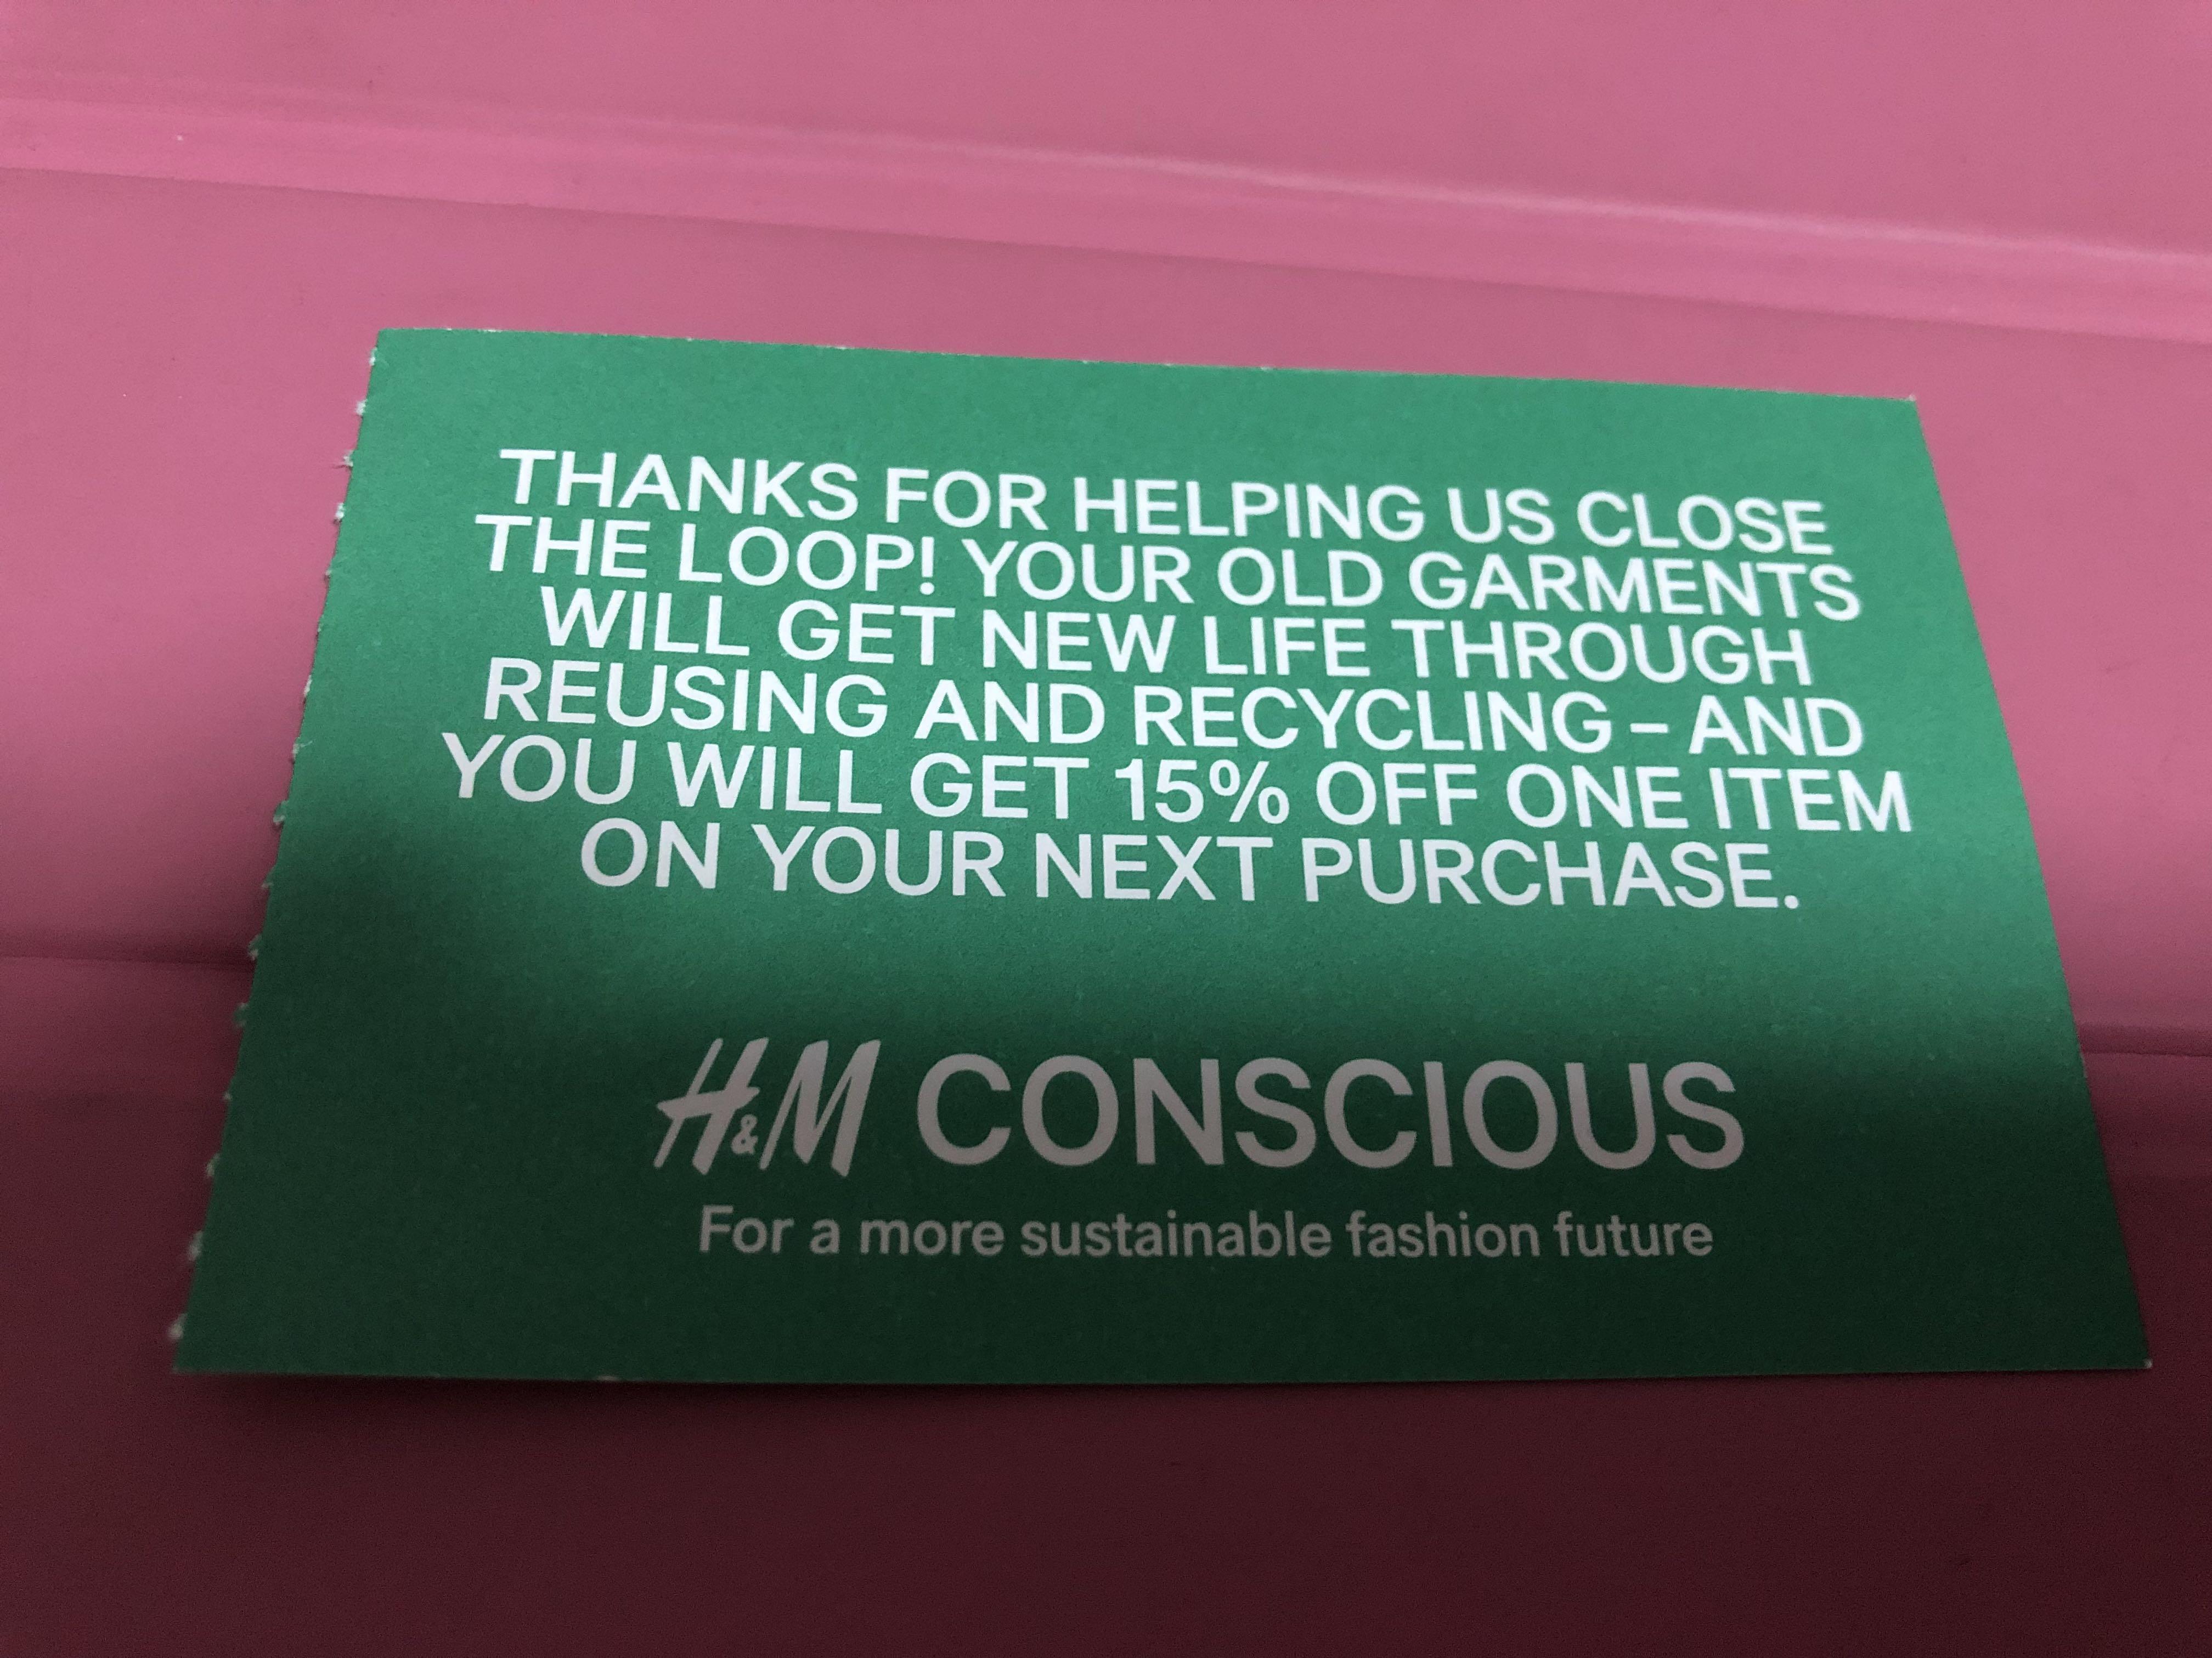 THANKS FOR HELPING US CLOSE
THE LOOP! YOUR OLD GARMENTS
WILL GET NEW LIFE THROUGH
REUSING AND RECYCLING – AND
YOU WILL GET 15% OFF ONE ITEM
ON YOUR NEXT PURCHASE.
H&M CONSCIOUS
For a more sustainable fashion future